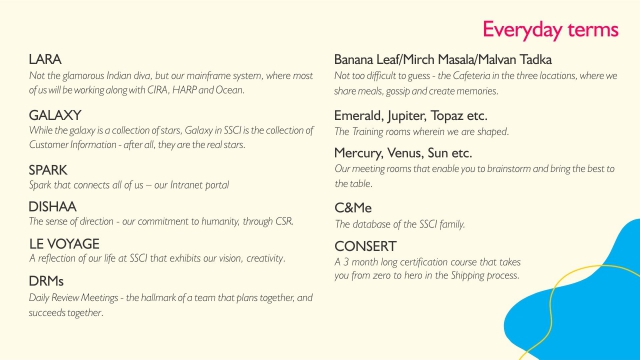 Everyday terms
LARA
Not the glamorous Indian diva, but our mainframe system, where most
of us will be working along with CIRA, HARP and Ocean.
GALAXY
While the galaxy is a collection of stars, Galaxy in SSCI is the collection of
Customer Information - after all, they are the real stars.
SPARK
Spark that connects all of us – our Intranet portal
DISHAA
The sense of direction - our commitment to humanity, through CSR.
LE VOYAGE
A reflection of our life at SSCI that exhibits our vision, creativity.
DRMs
Daily Review Meetings - the hallmark of a team that plans together, and
succeeds together.
Banana Leaf/Mirch Masala/Malvan Tadka
Not too difficult to guess - the Cafeteria in the three locations, where we
share meals, gossip and create memories.
Emerald, Jupiter, Topaz etc.
The Training rooms wherein we are shaped.
Mercury, Venus, Sun etc.
Our meeting rooms that enable you to brainstorm and bring the best to
the table.
C&Me
The database of the SSCI family.
CONSERT
A 3 month long certification course that takes
you from zero to hero in the Shipping process.